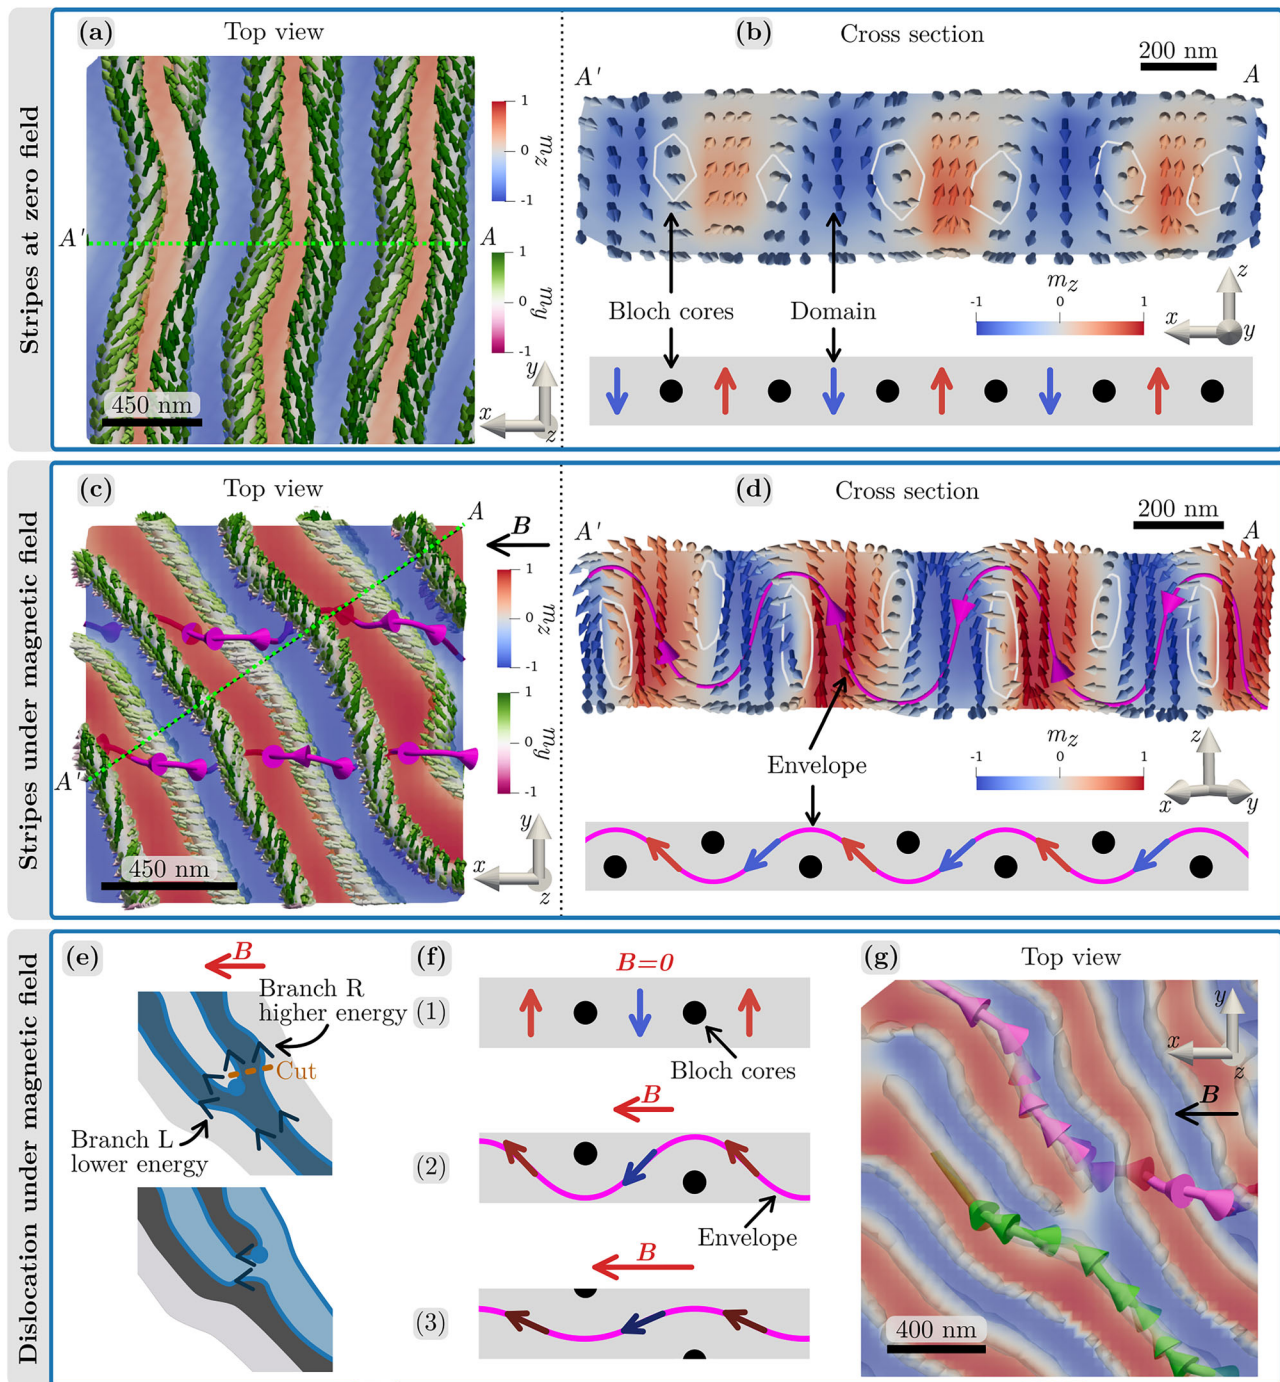 Stripes at zero field
(a)
Top view
A'
A
450 nm
1
0
-1
m_z
1
0
-1
m_y
y
x
z
(b)
Cross section
200 nm
A'
A
Bloch cores
Domain
m_z
-1 0 1
z
x
y
Stripes under magnetic field
(c)
Top view
A
B
A'
450 nm
1
0
-1
m_z
1
0
-1
m_y
y
x
z
(d)
Cross section
200 nm
A'
A
Envelope
m_z
-1 0 1
z
x
y
Dislocation under magnetic field
(e)
B
Branch R
higher energy
Cut
Branch L
lower energy
(f)
B=0
(1)
Bloch cores
B
(2)
Envelope
B
(3)
(g)
Top view
y
x
z
B
400 nm